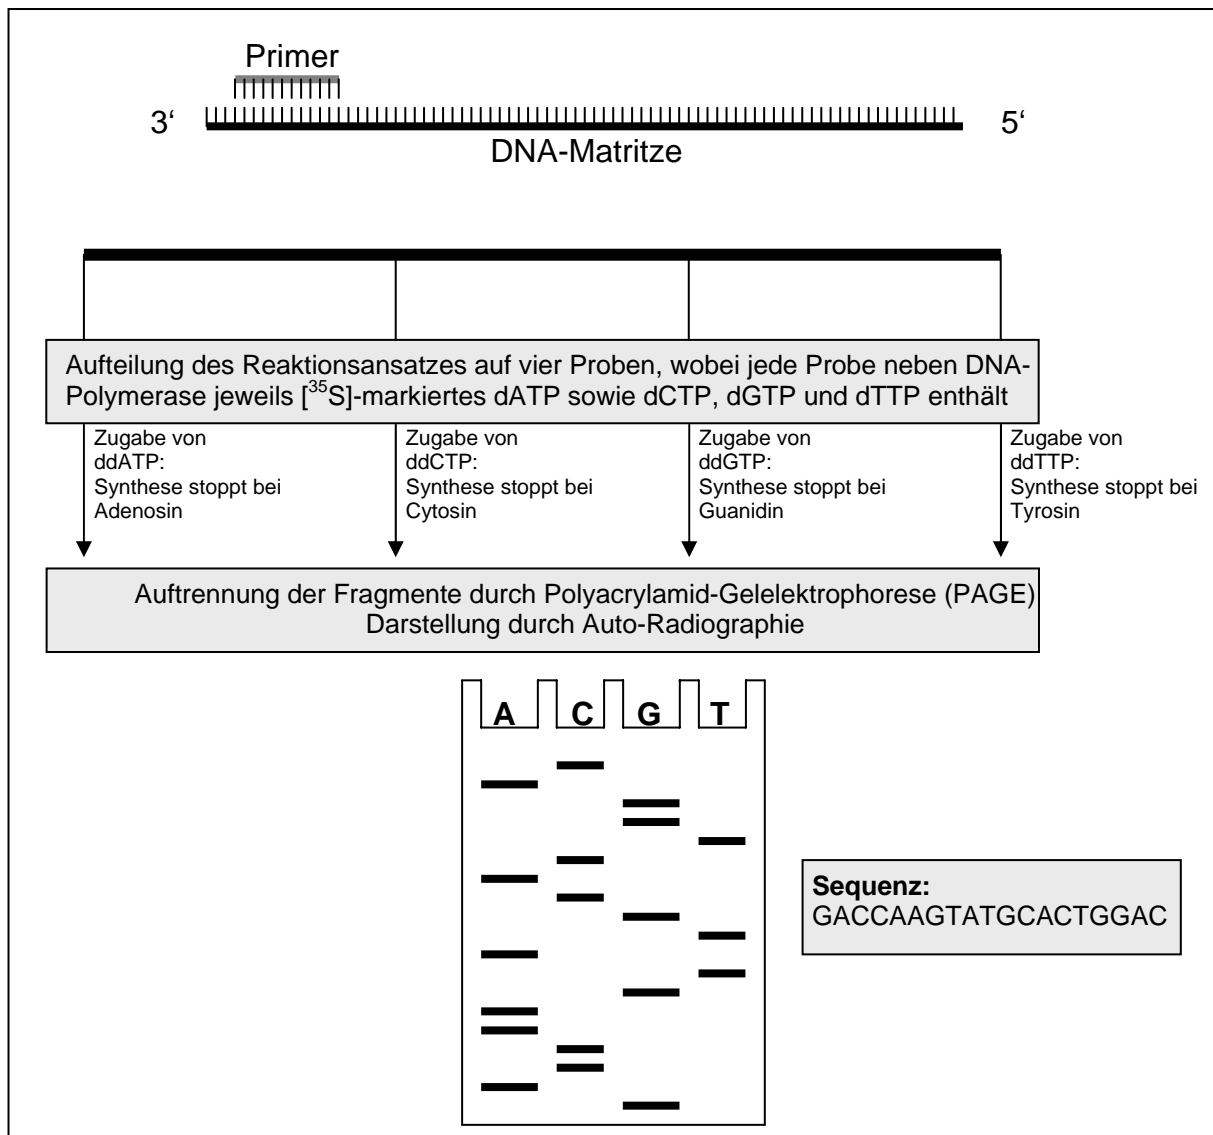 Primer
3‘ 5‘
DNA-Matritze
Aufteilung des Reaktionsansatzes auf vier Proben, wobei jede Probe neben DNA-
Polymerase jeweils [35S]-markiertes dATP sowie dCTP, dGTP und dTTP enthält
Zugabe von
ddATP:
Synthese stoppt bei
Adenosin
Zugabe von
ddCTP:
Synthese stoppt bei
Cytosin
Zugabe von
ddGTP:
Synthese stoppt bei
Guanidin
Zugabe von
ddTTP:
Synthese stoppt bei
Tyrosin
Auftrennung der Fragmente durch Polyacrylamid-Gelelektrophorese (PAGE)
Darstellung durch Auto-Radiographie
A C G T
Sequenz:
GACCAAGTATGCACTGGAC